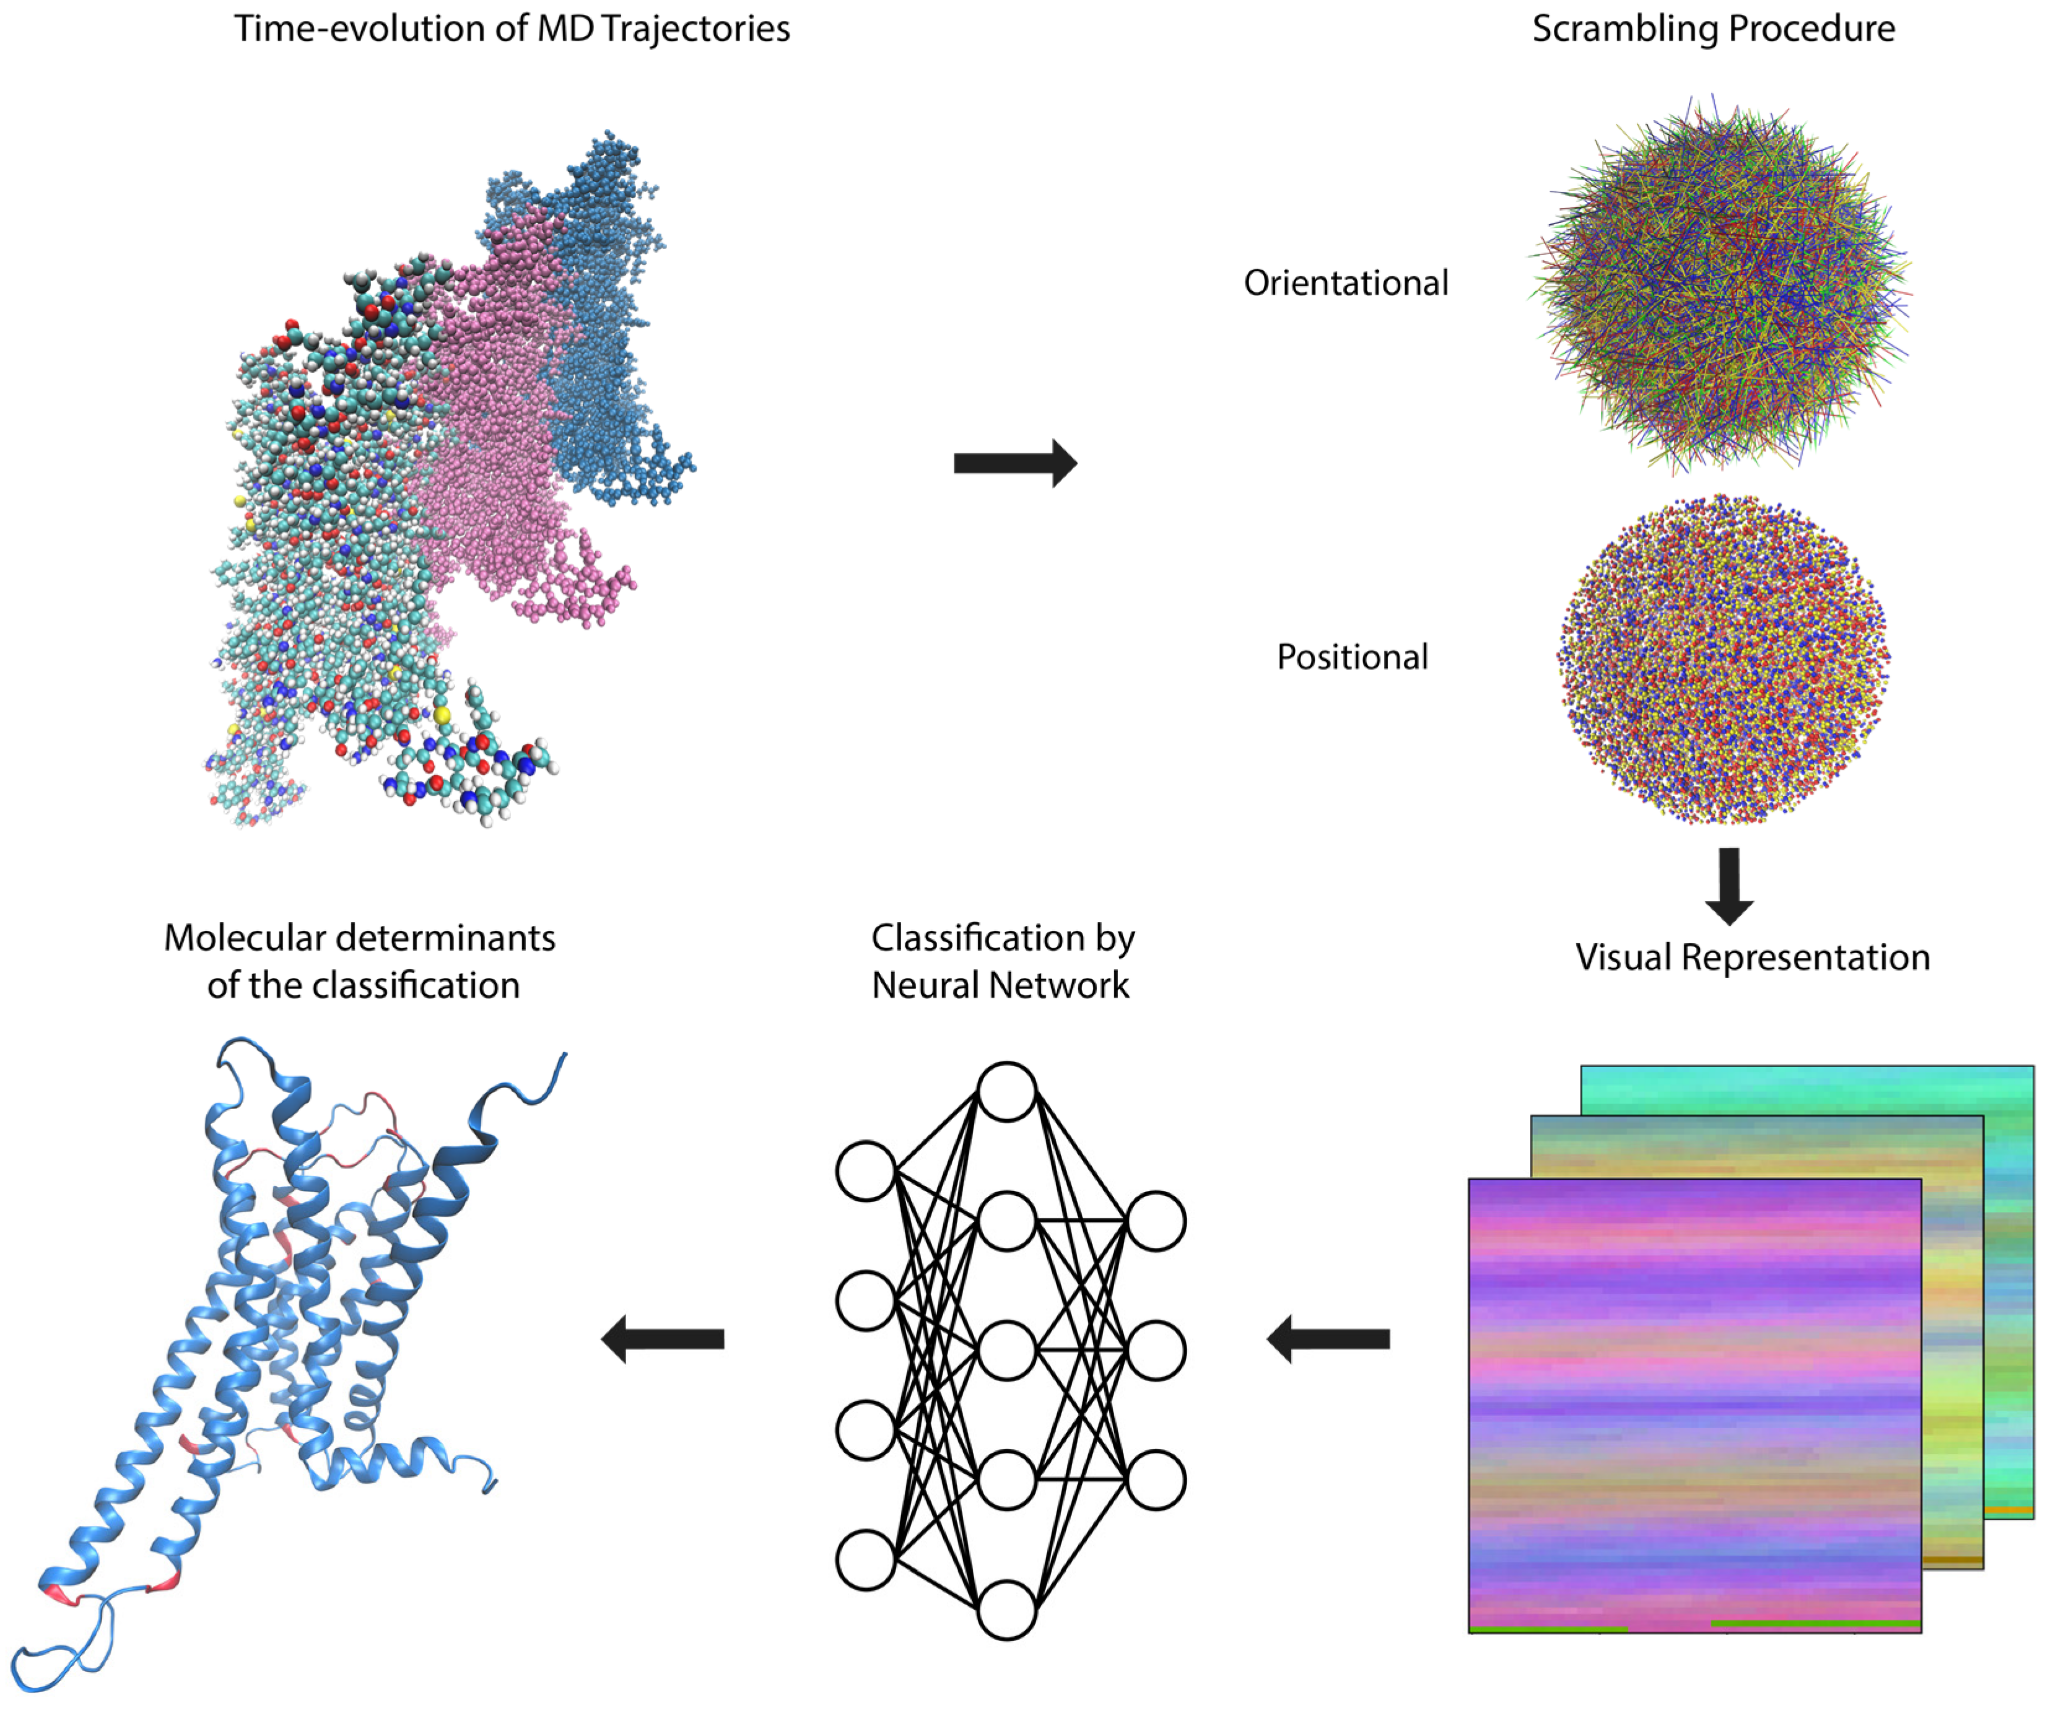 Time-evolution of MD Trajectories
Scrambling Procedure
Orientational
Positional
Visual Representation
Classification by
Neural Network
Molecular determinants
of the classification